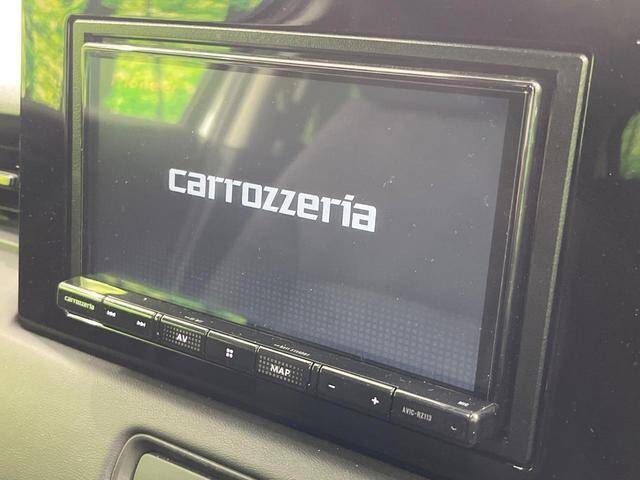 carrozzeria
carrozzeria
AV
MAP
− +
AVIC-RZ113